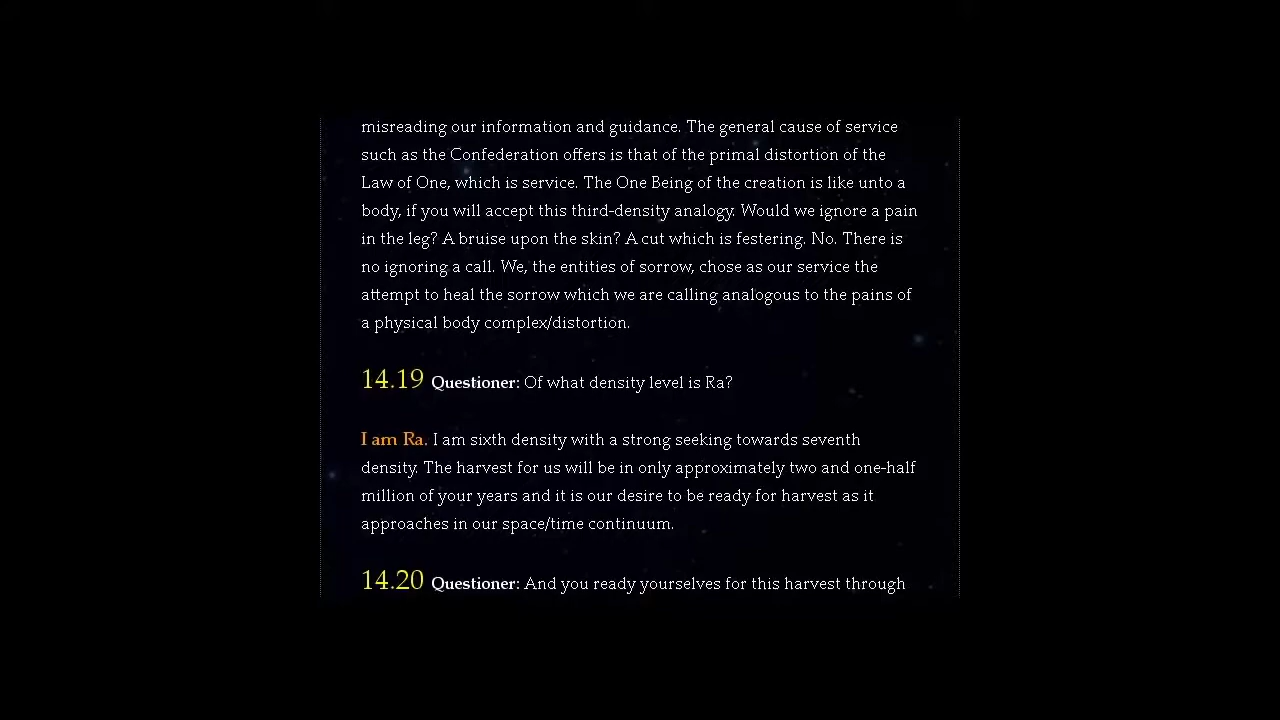 misreading our information and guidance. The general cause of service
such as the Confederation offers is that of the primal distortion of the
Law of One, which is service. The One Being of the creation is like unto a
body, if you will accept this third-density analogy. Would we ignore a pain
in the leg? A bruise upon the skin? A cut which is festering. No. There is
no ignoring a call. We, the entities of sorrow, chose as our service the
attempt to heal the sorrow which we are calling analogous to the pains of
a physical body complex/distortion.
14.19 Questioner: Of what density level is Ra?
I am Ra. I am sixth density with a strong seeking towards seventh
density. The harvest for us will be in only approximately two and one-half
million of your years and it is our desire to be ready for harvest as it
approaches in our space/time continuum.
14.20 Questioner: And you ready yourselves for this harvest through